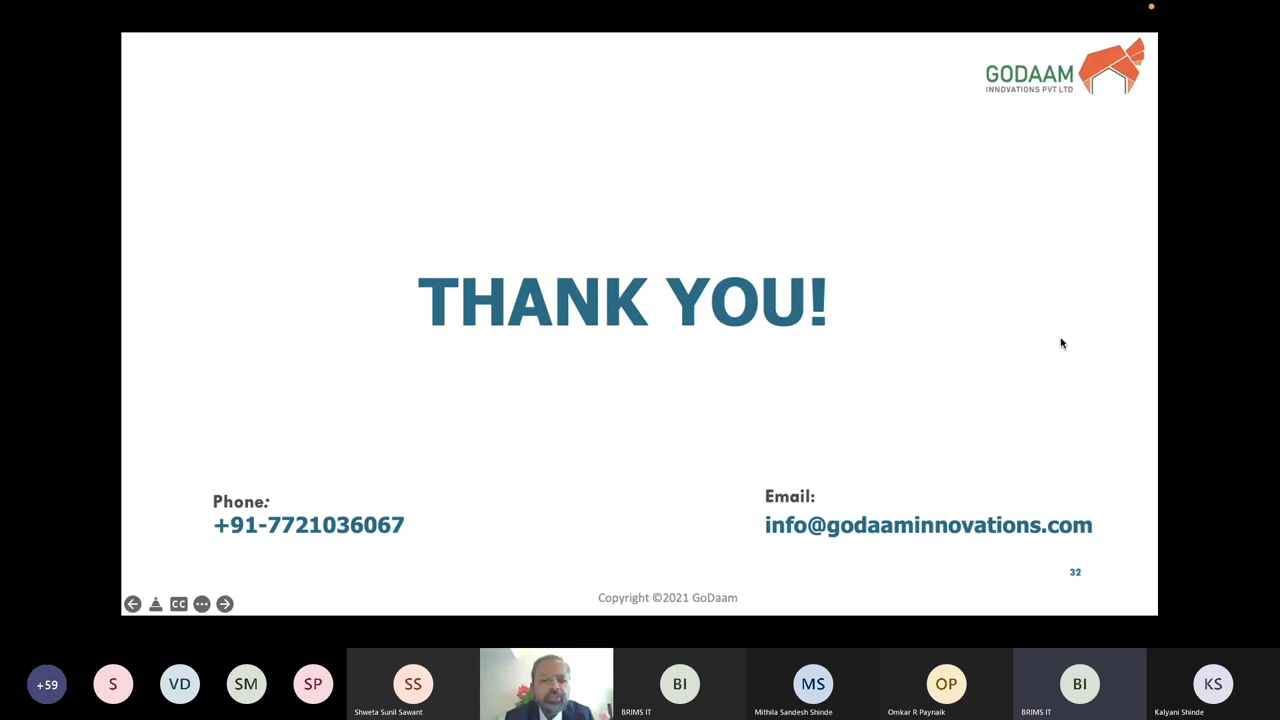 GODAAM
INNOVATIONS PVT LTD
THANK YOU!
Phone:
+91-7721036067
Email:
info@godaaminnovations.com
32
Copyright ©2021 GoDaam
CC
+59
S
VD
SM
SP
SS
Shweta Sunil Sawant
BI
BRIMS IT
MS
Mithila Sandesh Shinde
OP
Omkar R Paynaik
BI
BRIMS IT
KS
Kalyani Shinde